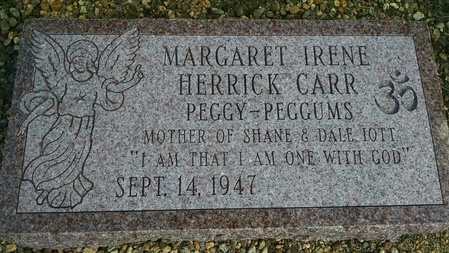 MARGARET IRENE
HERRICK CARR
PEGGY-PEGGUMS
MOTHER OF SHANE & DALE IOTT
"I AM THAT I AM ONE WITH GOD"
SEPT. 14, 1947
ॐ